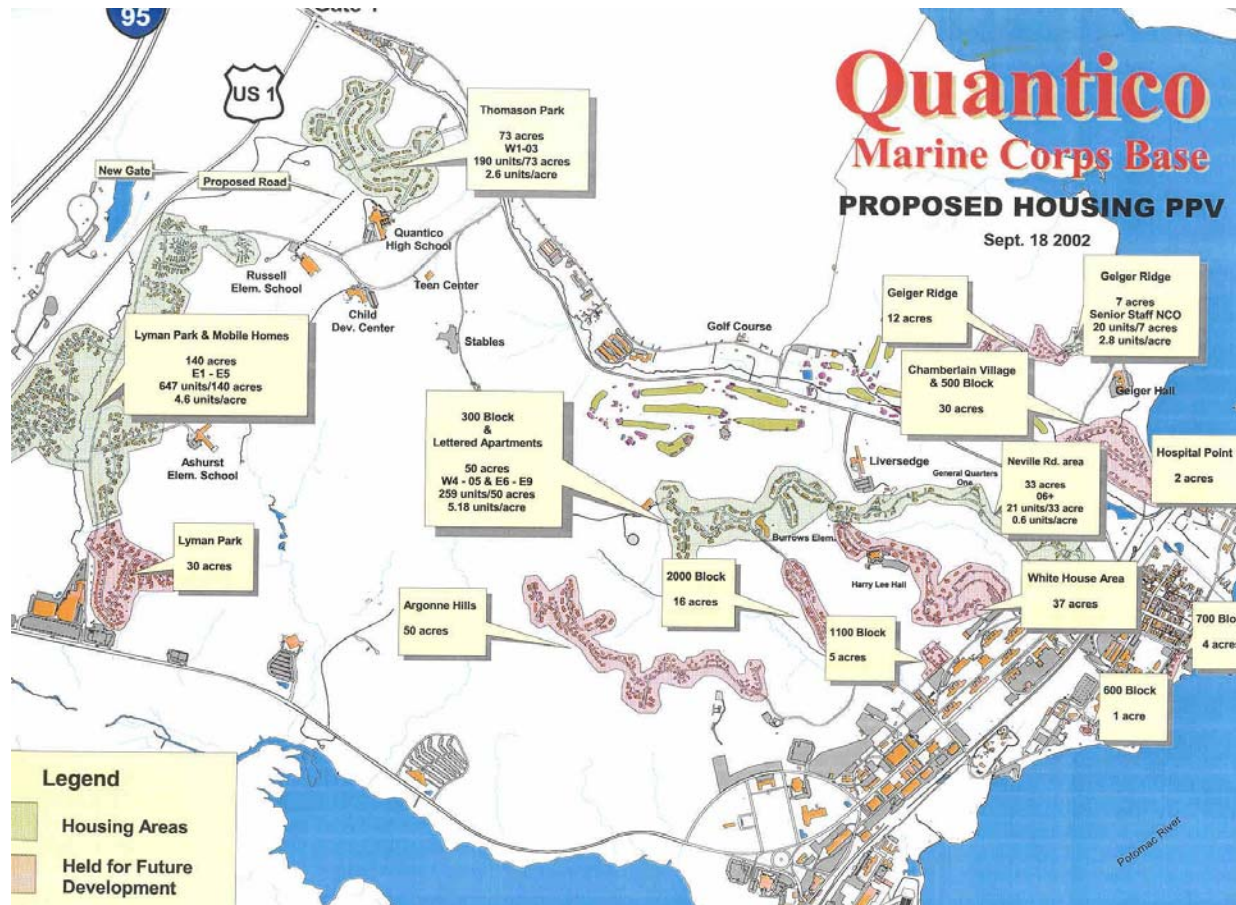 95
US 1
Quantico
Marine Corps Base
PROPOSED HOUSING PPV
Sept. 18 2002
Thomason Park
73 acres
W1-03
190 units/73 acres
2.6 units/acre
New Gate
Proposed Road
Quantico
High School
Russell
Elem. School
Teen Center
Child
Dev. Center
Stables
Golf Course
Geiger Ridge
12 acres
Geiger Ridge
7 acres
Senior Staff NCO
20 units/7 acres
2.8 units/acre
Lyman Park & Mobile Homes
140 acres
E1 - E5
647 units/140 acres
4.6 units/acre
Chamberlain Village
& 500 Block
30 acres
Geiger Hall
300 Block
&
Lettered Apartments
50 acres
W4 - 05 & E6 - E9
259 units/50 acres
5.18 units/acre
Ashurst
Elem. School
Liversedge
General Quarters
One
Neville Rd. area
33 acres
06+
21 units/33 acre
0.6 units/acre
Hospital Point
2 acres
Burrows Elem.
Lyman Park
30 acres
2000 Block
16 acres
Harry Lee Hall
White House Area
37 acres
Argonne Hills
50 acres
1100 Block
5 acres
700 Blo
4 acre
600 Block
1 acre
Legend
Housing Areas
Held for Future
Development
Potomac River